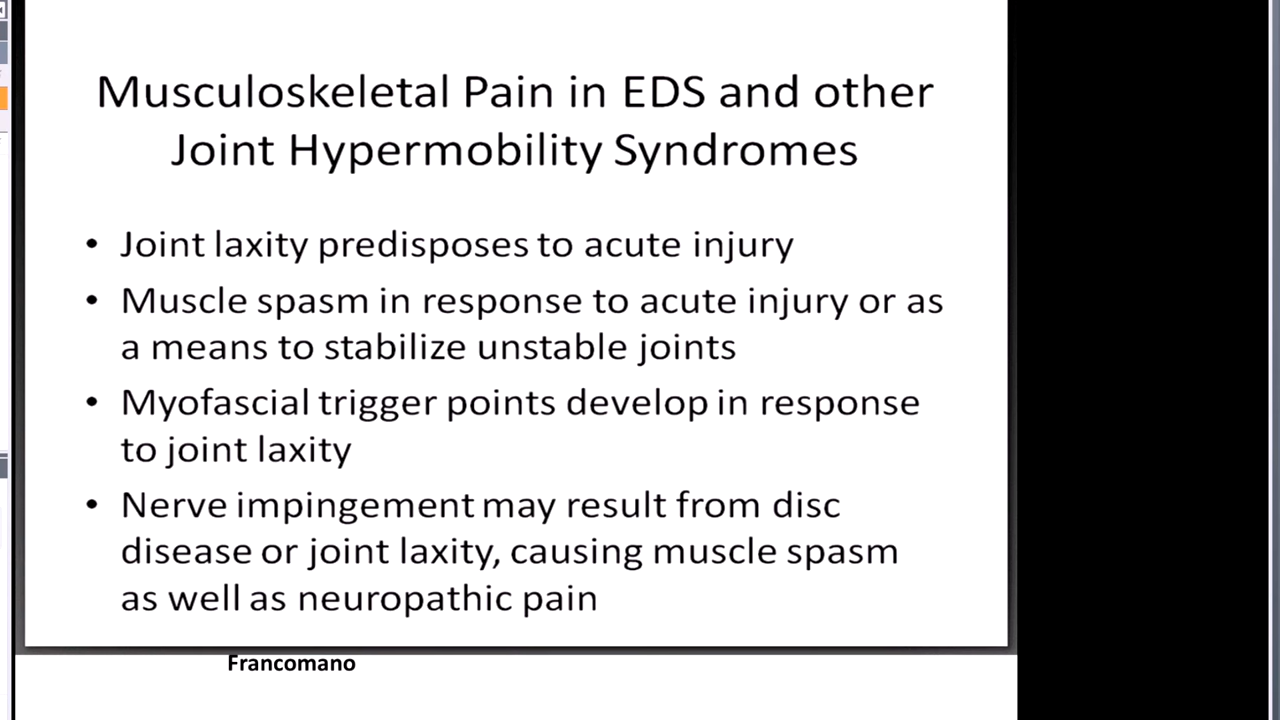 Musculoskeletal Pain in EDS and other
Joint Hypermobility Syndromes
• Joint laxity predisposes to acute injury
• Muscle spasm in response to acute injury or as
a means to stabilize unstable joints
• Myofascial trigger points develop in response
to joint laxity
• Nerve impingement may result from disc
disease or joint laxity, causing muscle spasm
as well as neuropathic pain
Francomano